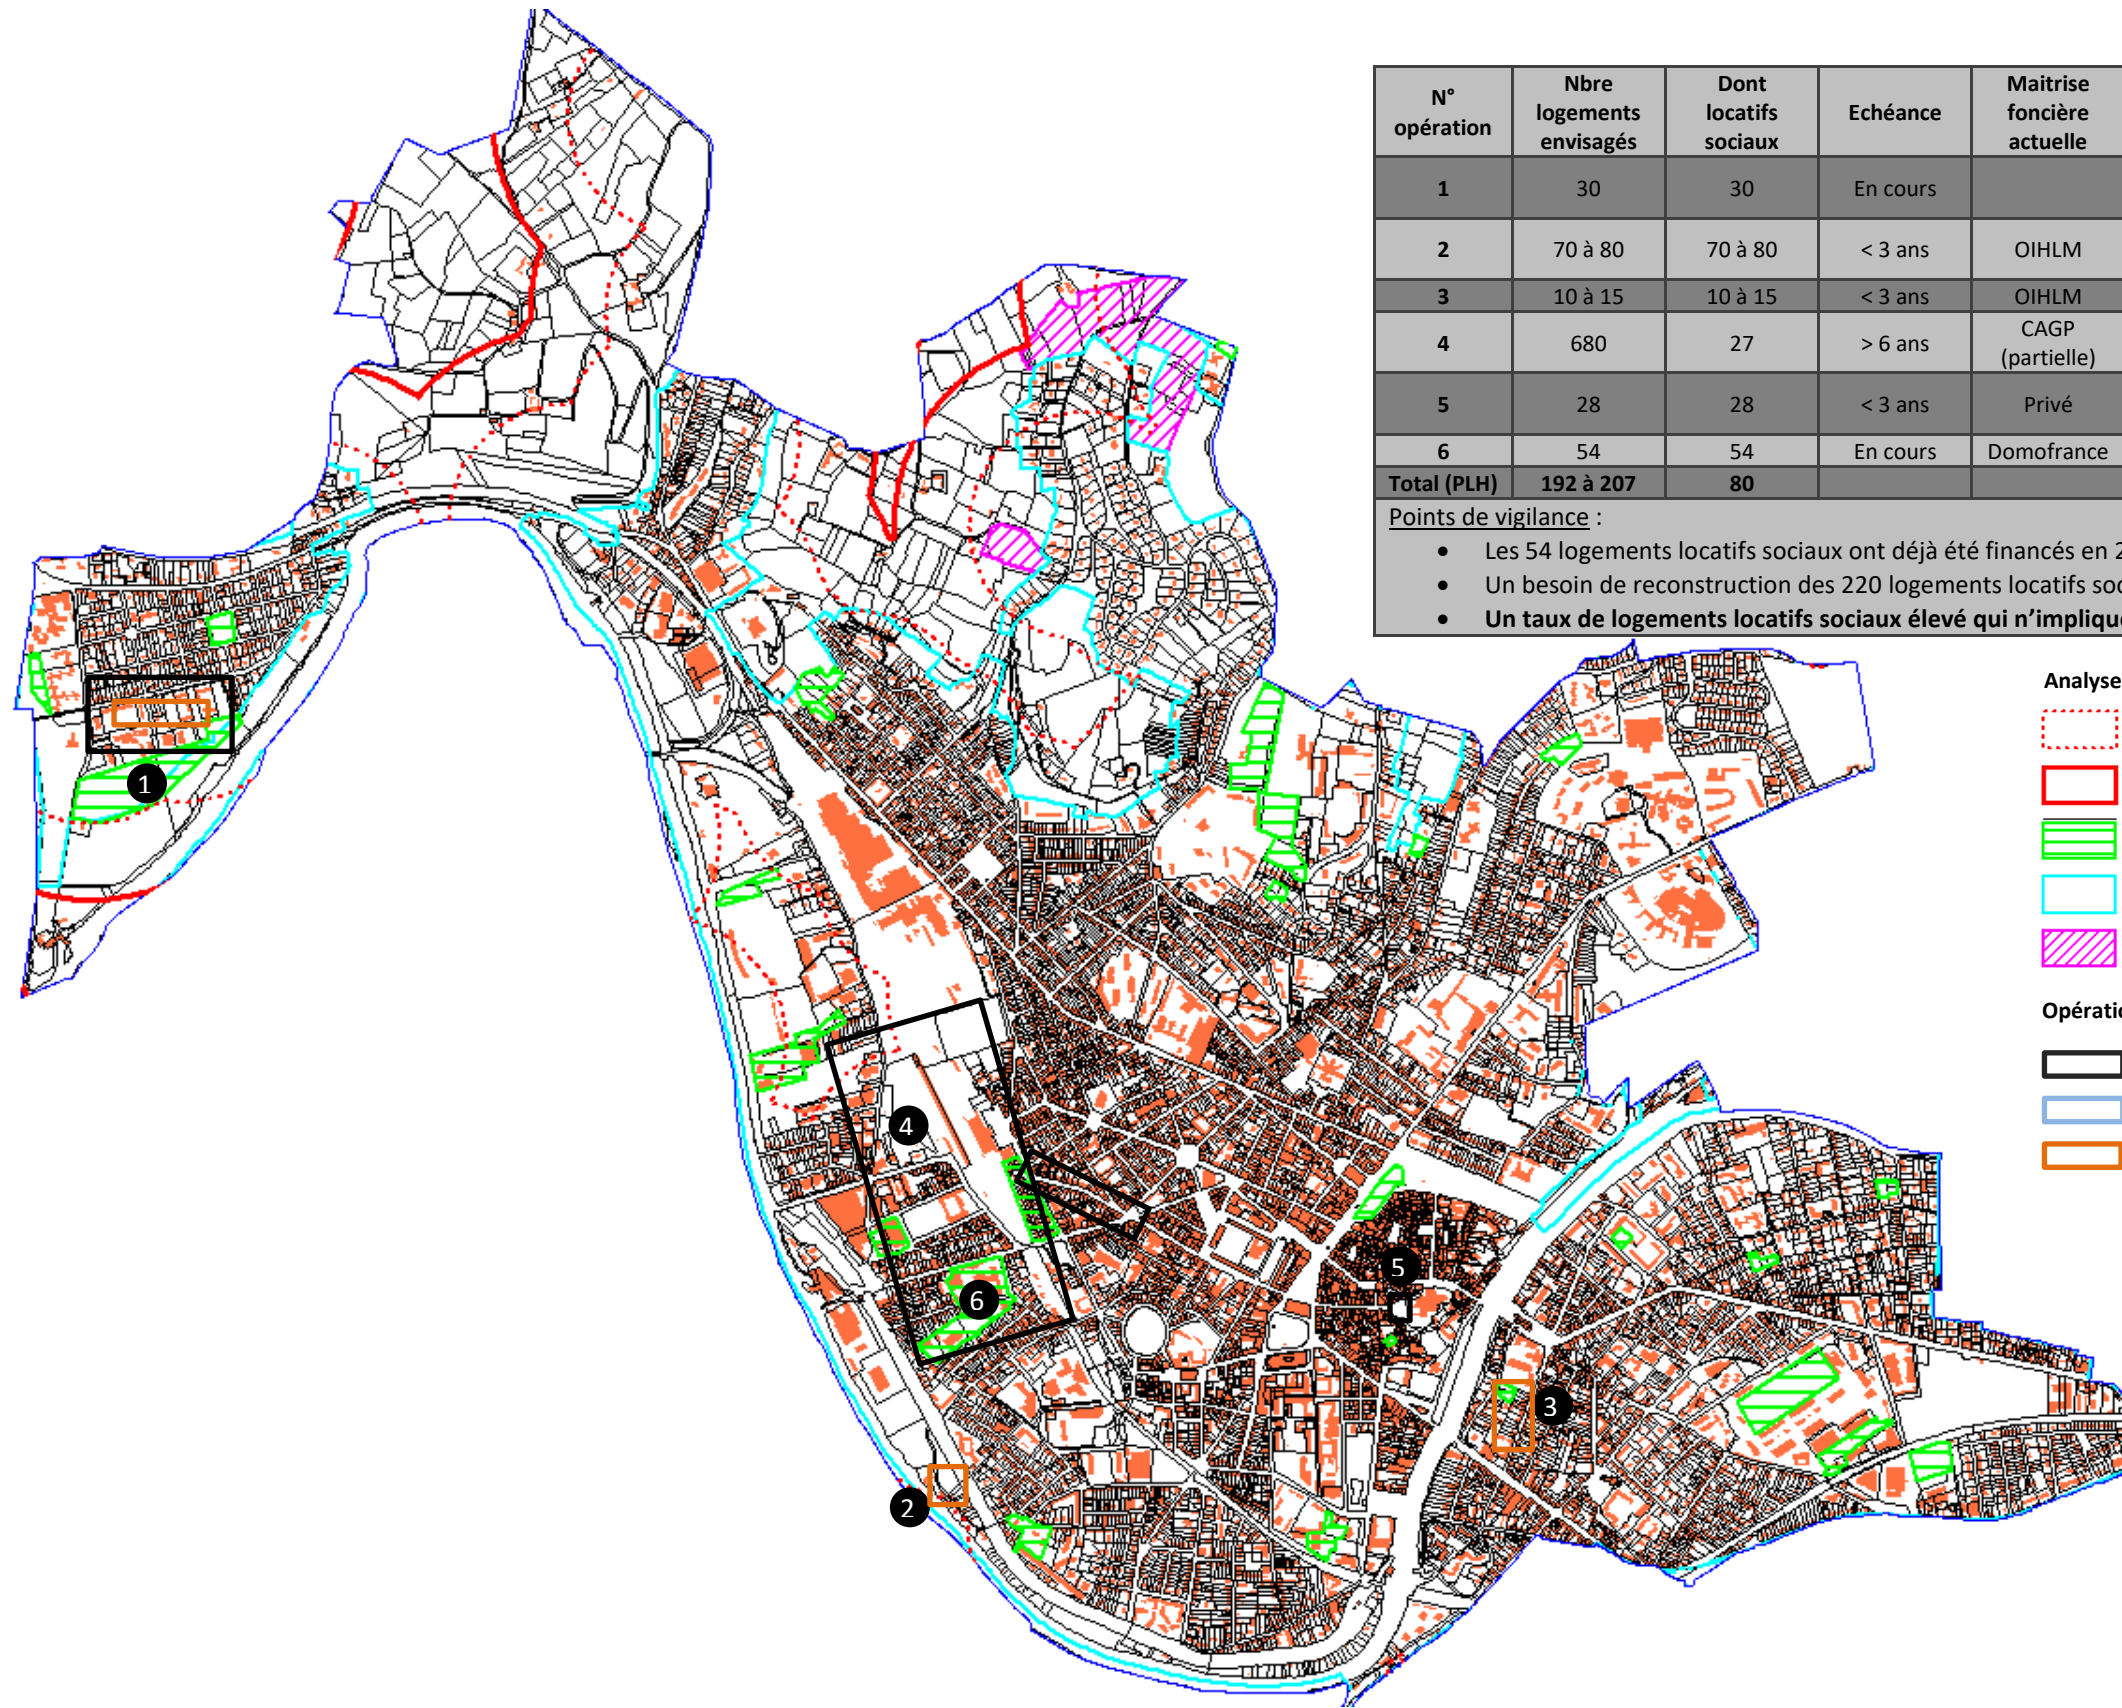 N° opération | Nbre logements envisagés | Dont locatifs sociaux | Echéance | Maitrise foncière actuelle
1 | 30 | 30 | En cours |
2 | 70 à 80 | 70 à 80 | < 3 ans | OIHLM
3 | 10 à 15 | 10 à 15 | < 3 ans | OIHLM
4 | 680 | 27 | > 6 ans | CAGP (partielle)
5 | 28 | 28 | < 3 ans | Privé
6 | 54 | 54 | En cours | Domofrance
Total (PLH) | 192 à 207 | 80 | |
Points de vigilance :
• Les 54 logements locatifs sociaux ont déjà été financés en 2
• Un besoin de reconstruction des 220 logements locatifs soc
• Un taux de logements locatifs sociaux élevé qui n'implique
Analyse
Opératio
1
4
5
6
3
2